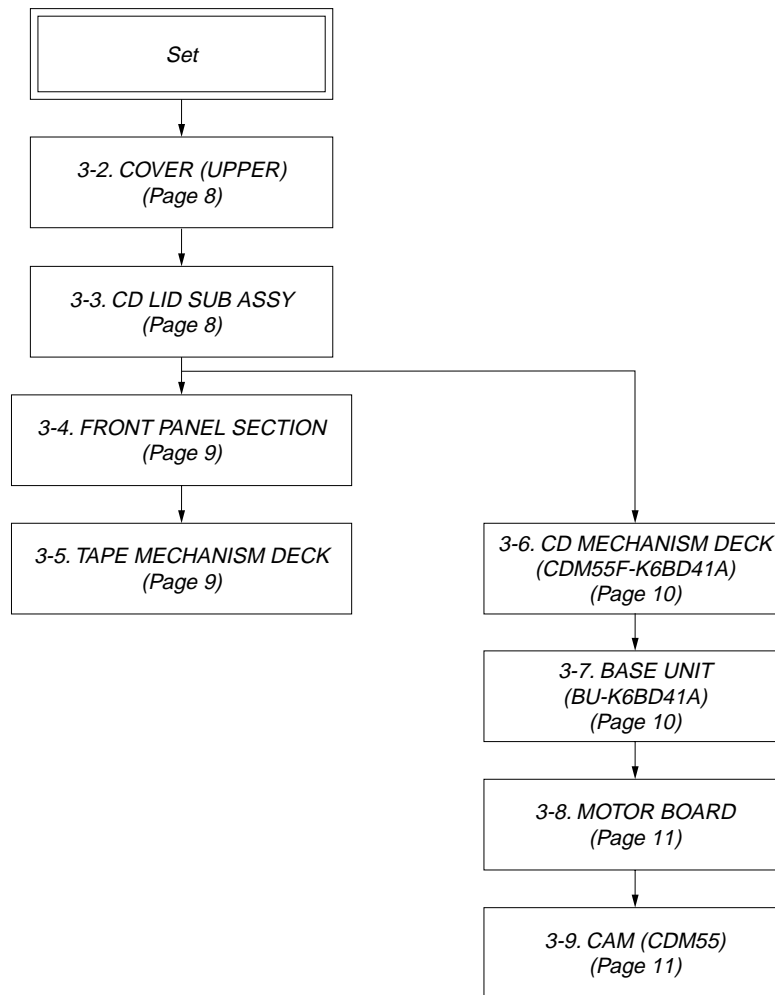 Set
3-2. COVER (UPPER)
(Page 8)
3-3. CD LID SUB ASSY
(Page 8)
3-4. FRONT PANEL SECTION
(Page 9)
3-5. TAPE MECHANISM DECK
(Page 9)
3-6. CD MECHANISM DECK
(CDM55F-K6BD41A)
(Page 10)
3-7. BASE UNIT
(BU-K6BD41A)
(Page 10)
3-8. MOTOR BOARD
(Page 11)
3-9. CAM (CDM55)
(Page 11)